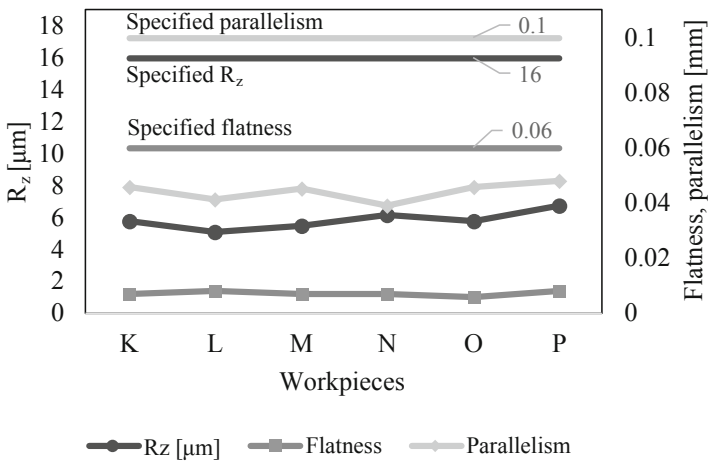 18
16
14
12
10
8
6
4
2
0
R_z [μm]
Specified parallelism
0.1
Specified R_z
16
Specified flatness
0.06
0.1
0.08
0.06
0.04
0.02
0
Flatness, parallelism [mm]
K L M N O P
Workpieces
Rz [μm] Flatness Parallelism